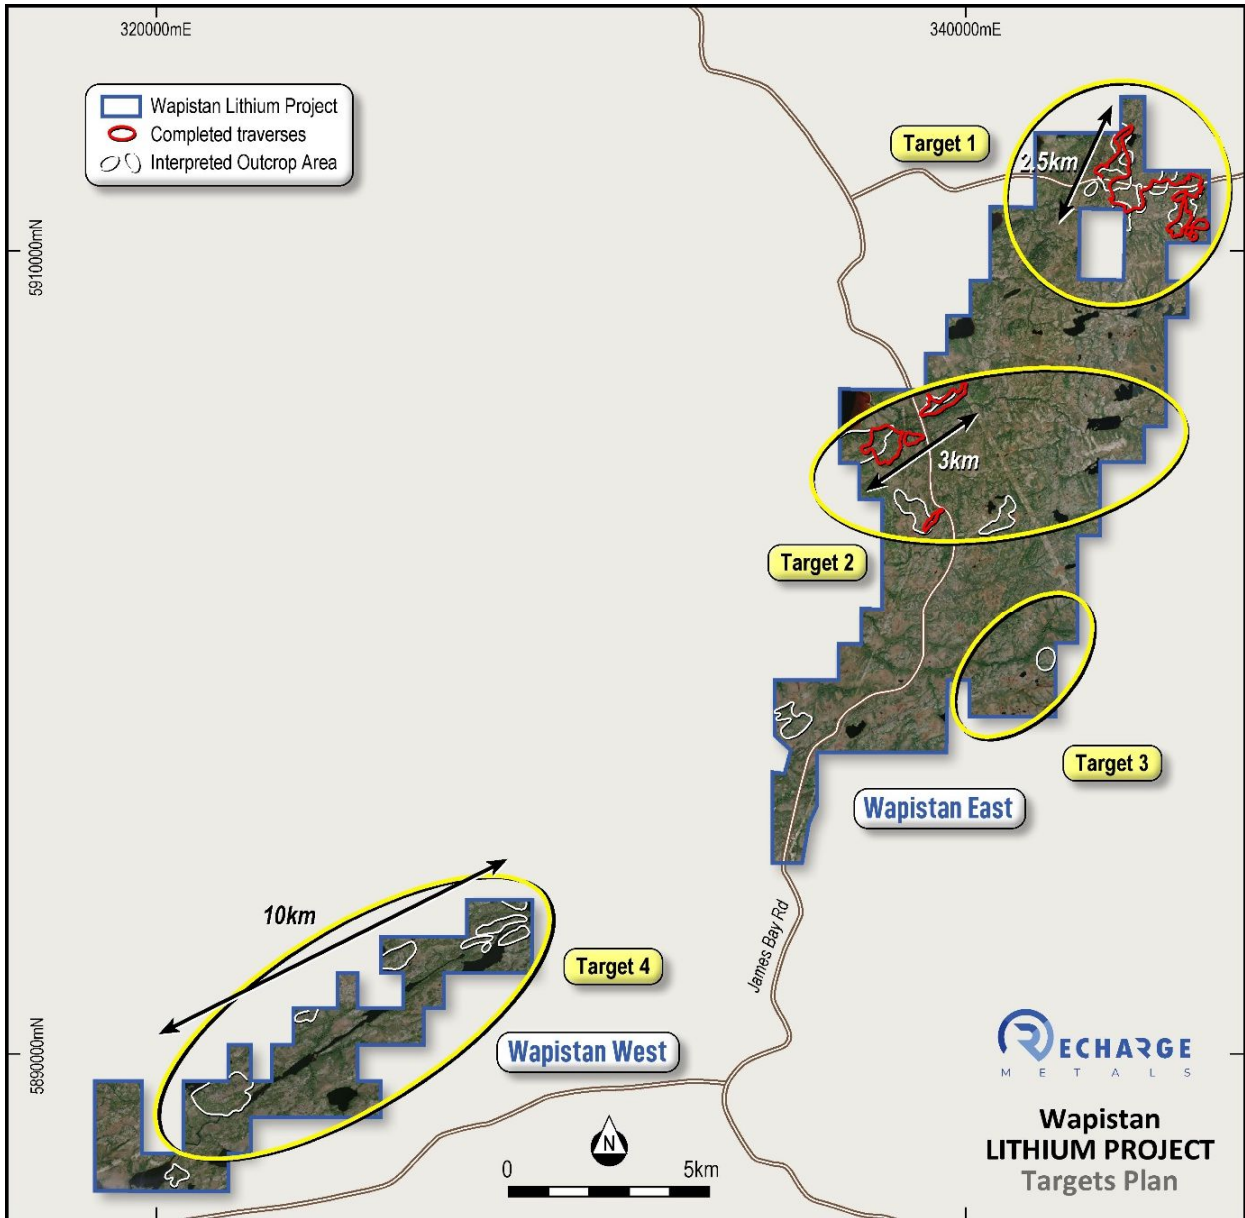 320000mE
340000mE
Wapistan Lithium Project
Completed traverses
Interpreted Outcrop Area
Target 1
2.5km
5910000mN
3km
Target 2
Target 3
Wapistan East
10km
James Bay Rd
Target 4
Wapistan West
5890000mN
RECHARGE
METALS
Wapistan
LITHIUM PROJECT
Targets Plan
N
0
5km